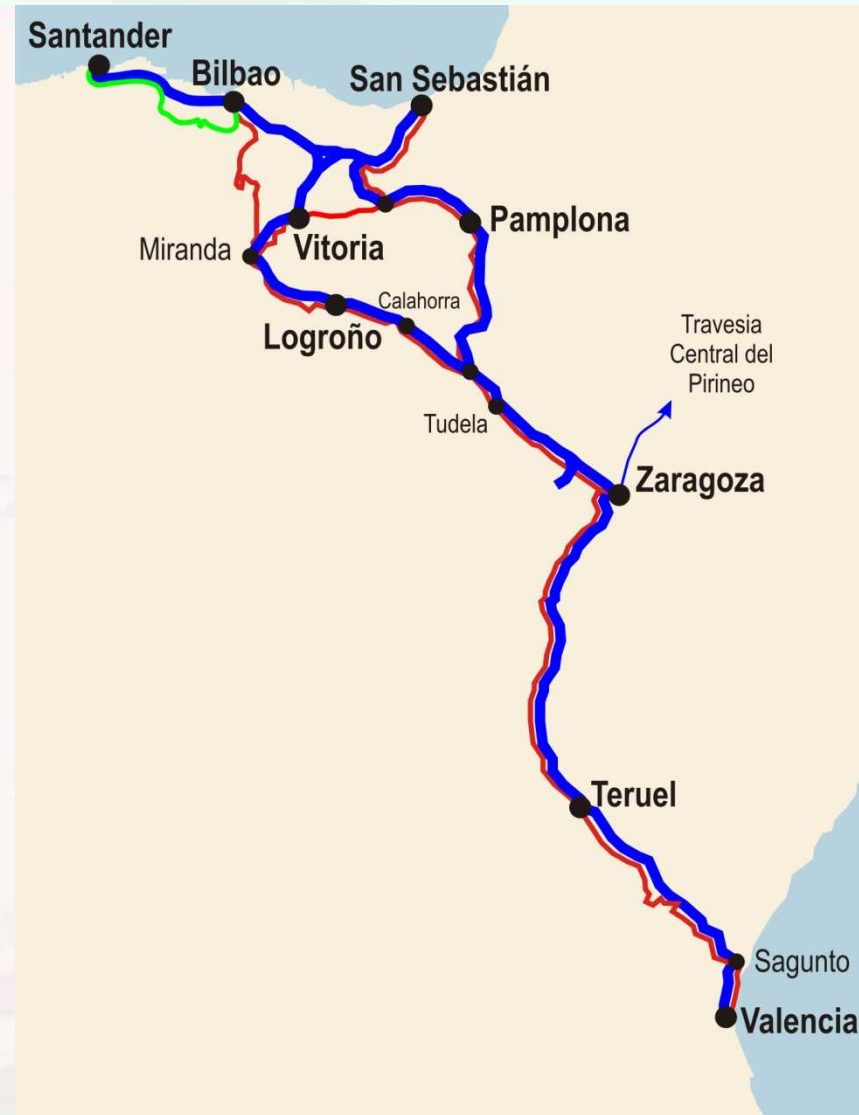 Santander
Bilbao
San Sebastián
Pamplona
Vitoria
Miranda
Calahorra
Logroño
Travesia
Central del
Pirineo
Tudela
Zaragoza
Teruel
Sagunto
Valencia